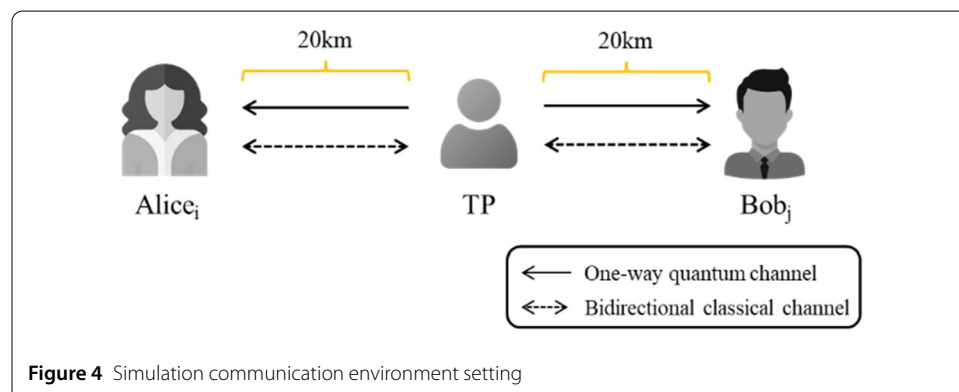 20km 20km
Alice_i TP Bob_j
One-way quantum channel
Bidirectional classical channel
Figure 4 Simulation communication environment setting